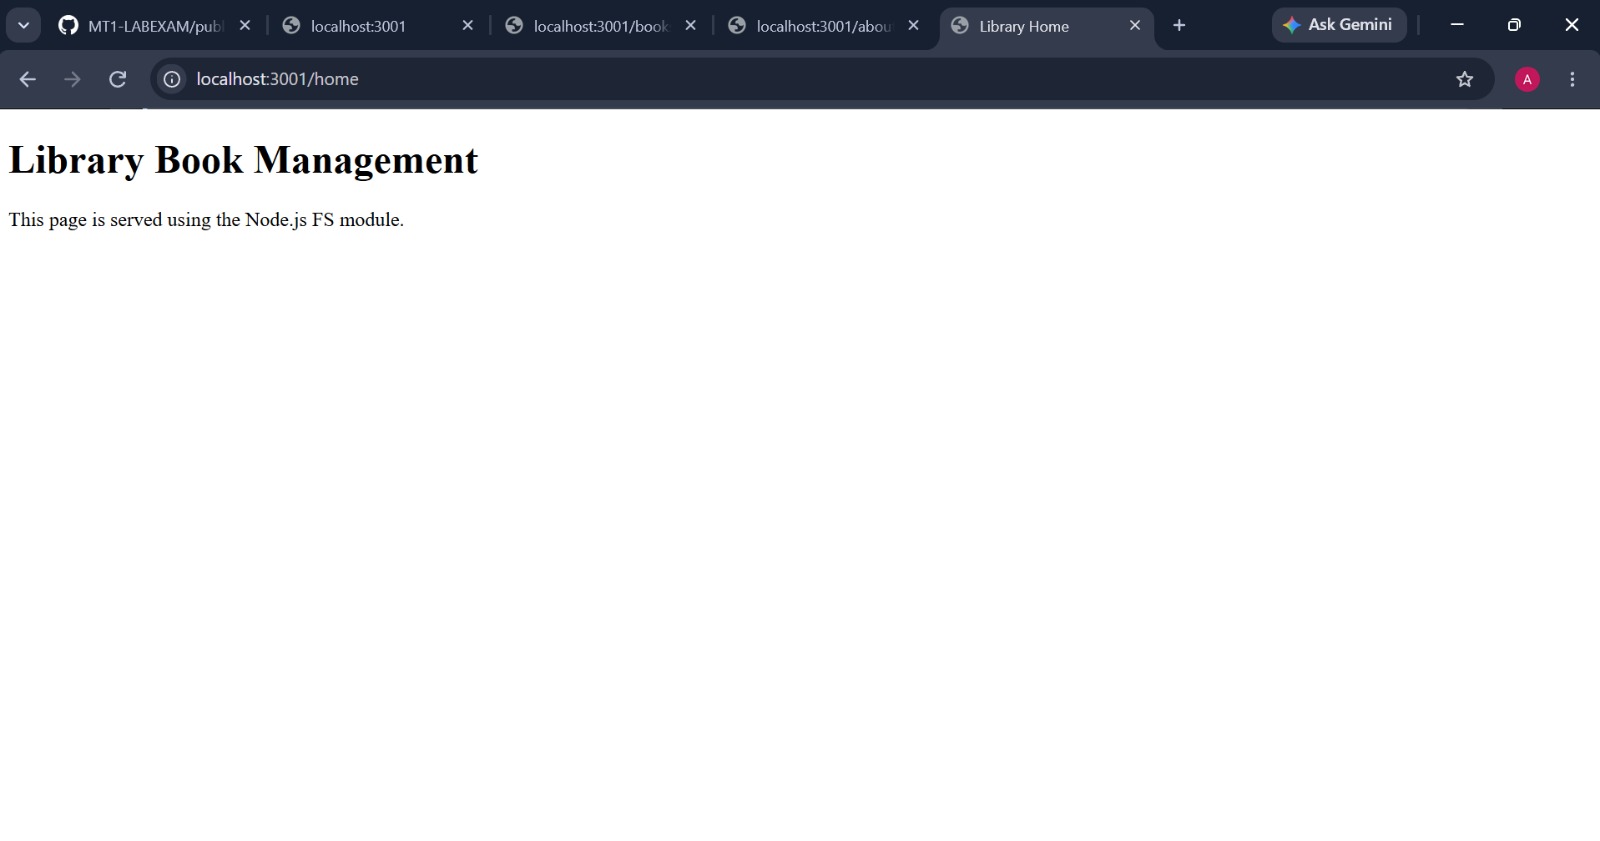 MT1-LABEXAM/publ
localhost:3001
localhost:3001/book
localhost:3001/abou
Library Home
Ask Gemini
localhost:3001/home
A
Library Book Management
This page is served using the Node.js FS module.